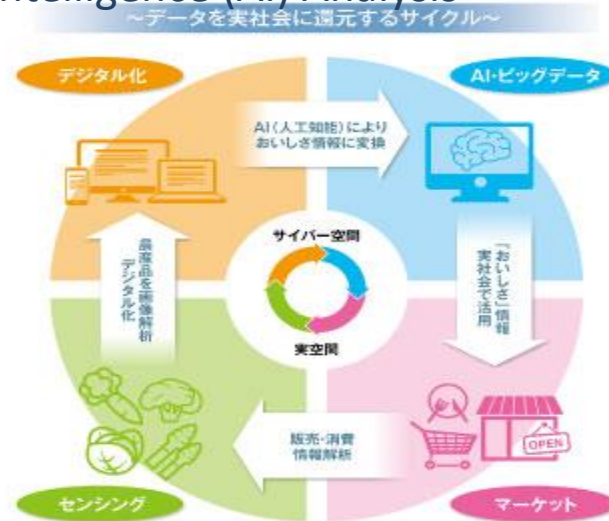 ntelligence (AI) Analysis
～データを実社会に還元するサイクル～
デジタル化
AI・ビッグデータ
AI(人工知能)により
おいしさ情報に変換
サイバー空間
実空間
農産品を画像解析
デジタル化
「おいしさ」情報
実社会で活用
販売・消費
情報解析
OPEN
センシング
マーケット